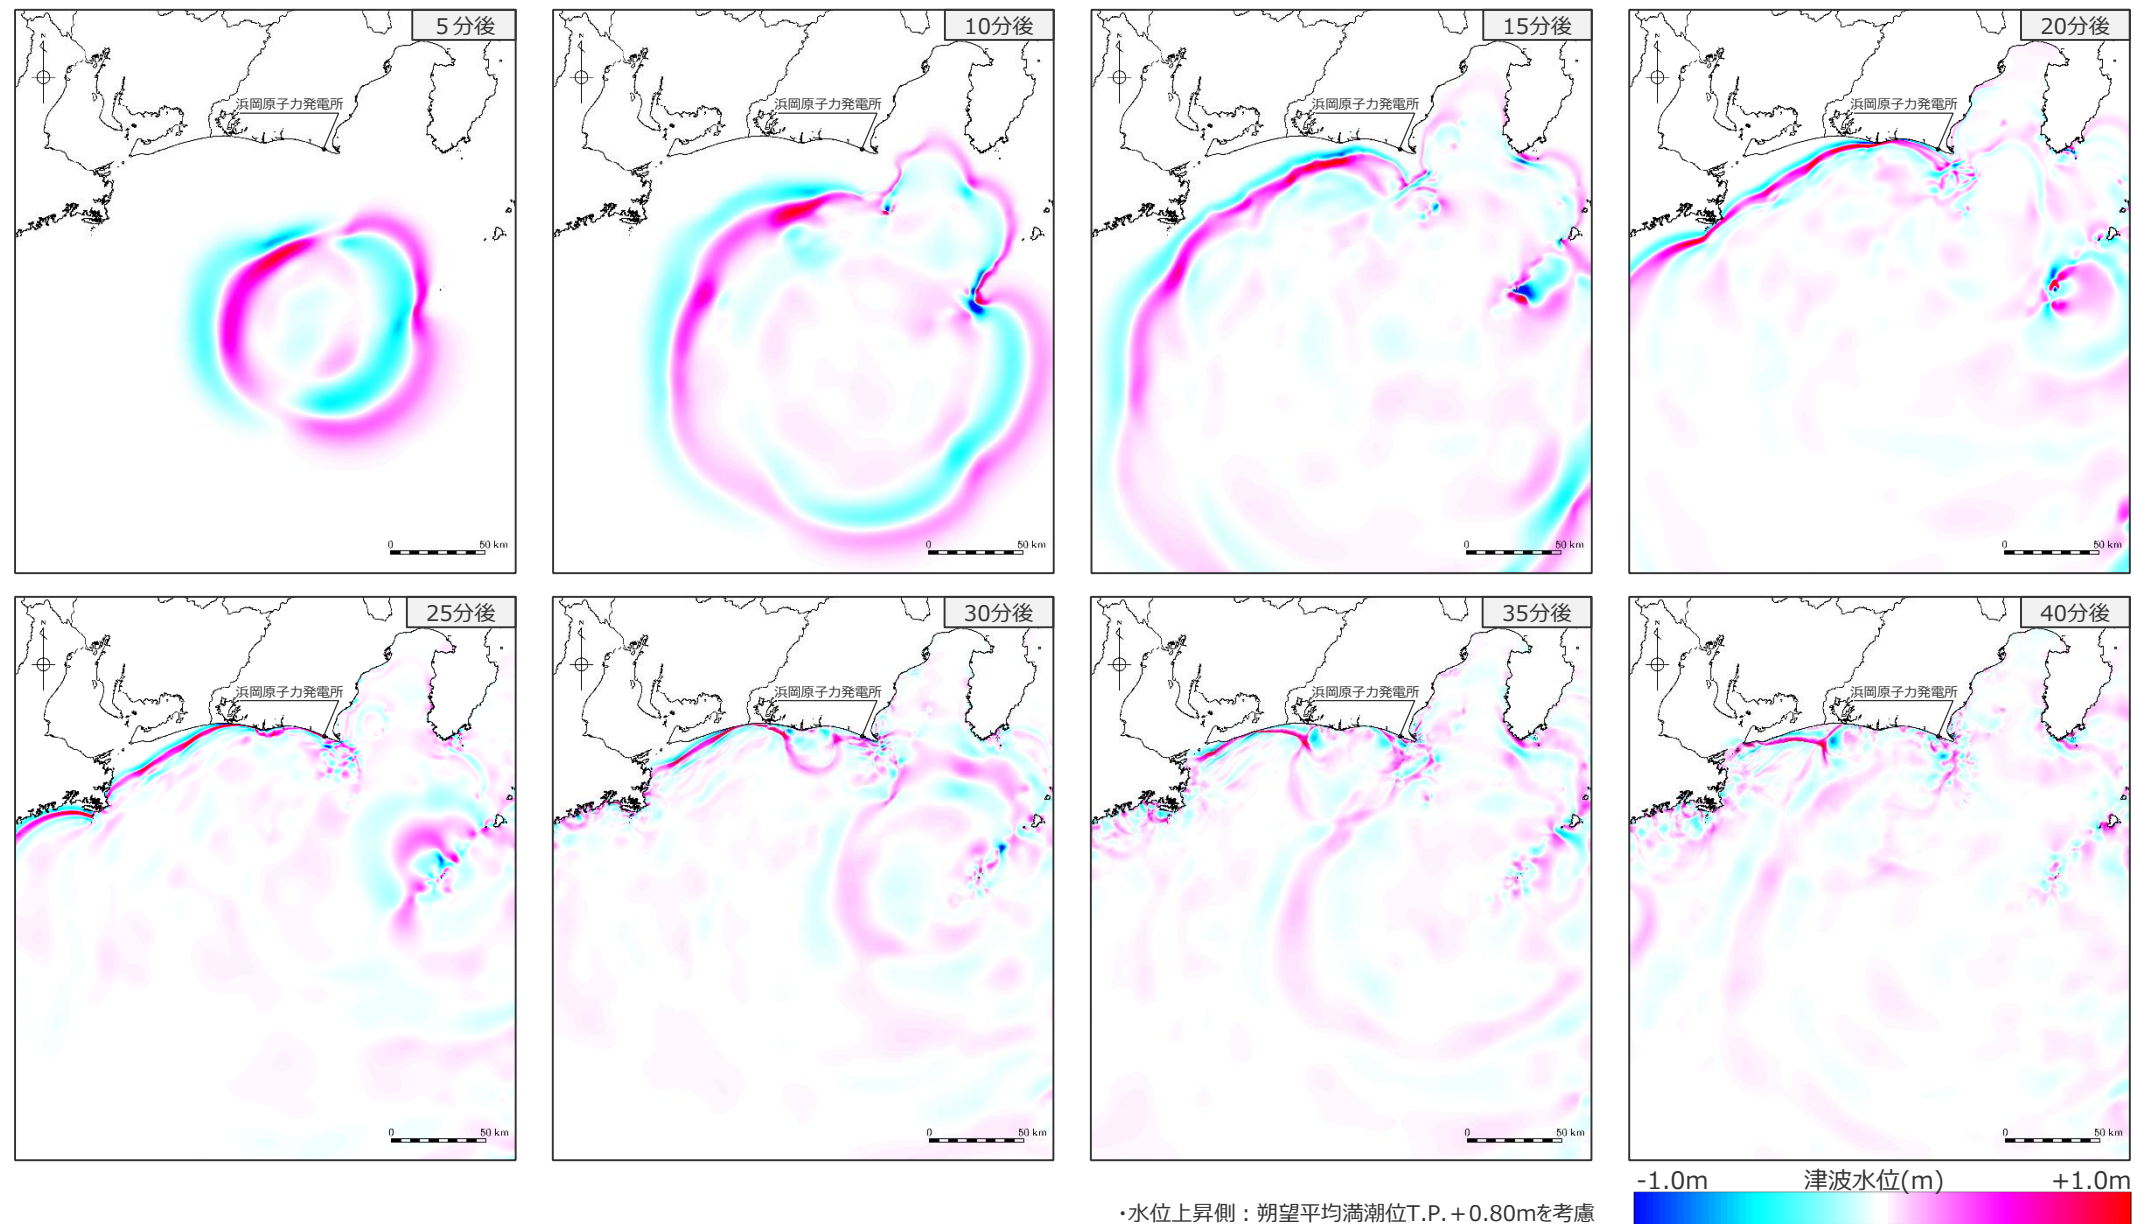 5分後
10分後
15分後
20分後
N
N
N
N
浜岡原子力発電所
浜岡原子力発電所
浜岡原子力発電所
浜岡原子力発電所
0 50 km
0 50 km
0 50 km
0 50 km
25分後
30分後
35分後
40分後
N
N
N
N
浜岡原子力発電所
浜岡原子力発電所
浜岡原子力発電所
浜岡原子力発電所
0 50 km
0 50 km
0 50 km
0 50 km
-1.0m 津波水位(m) +1.0m
・水位上昇側：朔望平均満潮位T.P.＋0.80mを考慮